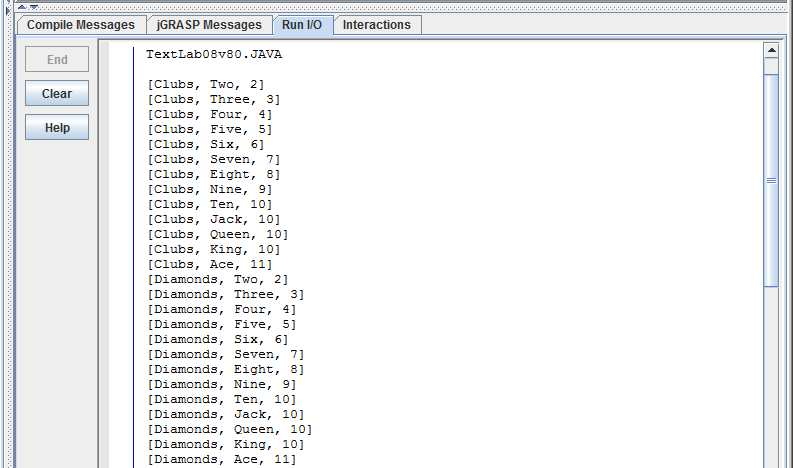 Compile Messages jGRASP Messages Run I/O Interactions
End
Clear
Help
TextLab08v80.JAVA
[Clubs, Two, 2]
[Clubs, Three, 3]
[Clubs, Four, 4]
[Clubs, Five, 5]
[Clubs, Six, 6]
[Clubs, Seven, 7]
[Clubs, Eight, 8]
[Clubs, Nine, 9]
[Clubs, Ten, 10]
[Clubs, Jack, 10]
[Clubs, Queen, 10]
[Clubs, King, 10]
[Clubs, Ace, 11]
[Diamonds, Two, 2]
[Diamonds, Three, 3]
[Diamonds, Four, 4]
[Diamonds, Five, 5]
[Diamonds, Six, 6]
[Diamonds, Seven, 7]
[Diamonds, Eight, 8]
[Diamonds, Nine, 9]
[Diamonds, Ten, 10]
[Diamonds, Jack, 10]
[Diamonds, Queen, 10]
[Diamonds, King, 10]
[Diamonds, Ace, 11]